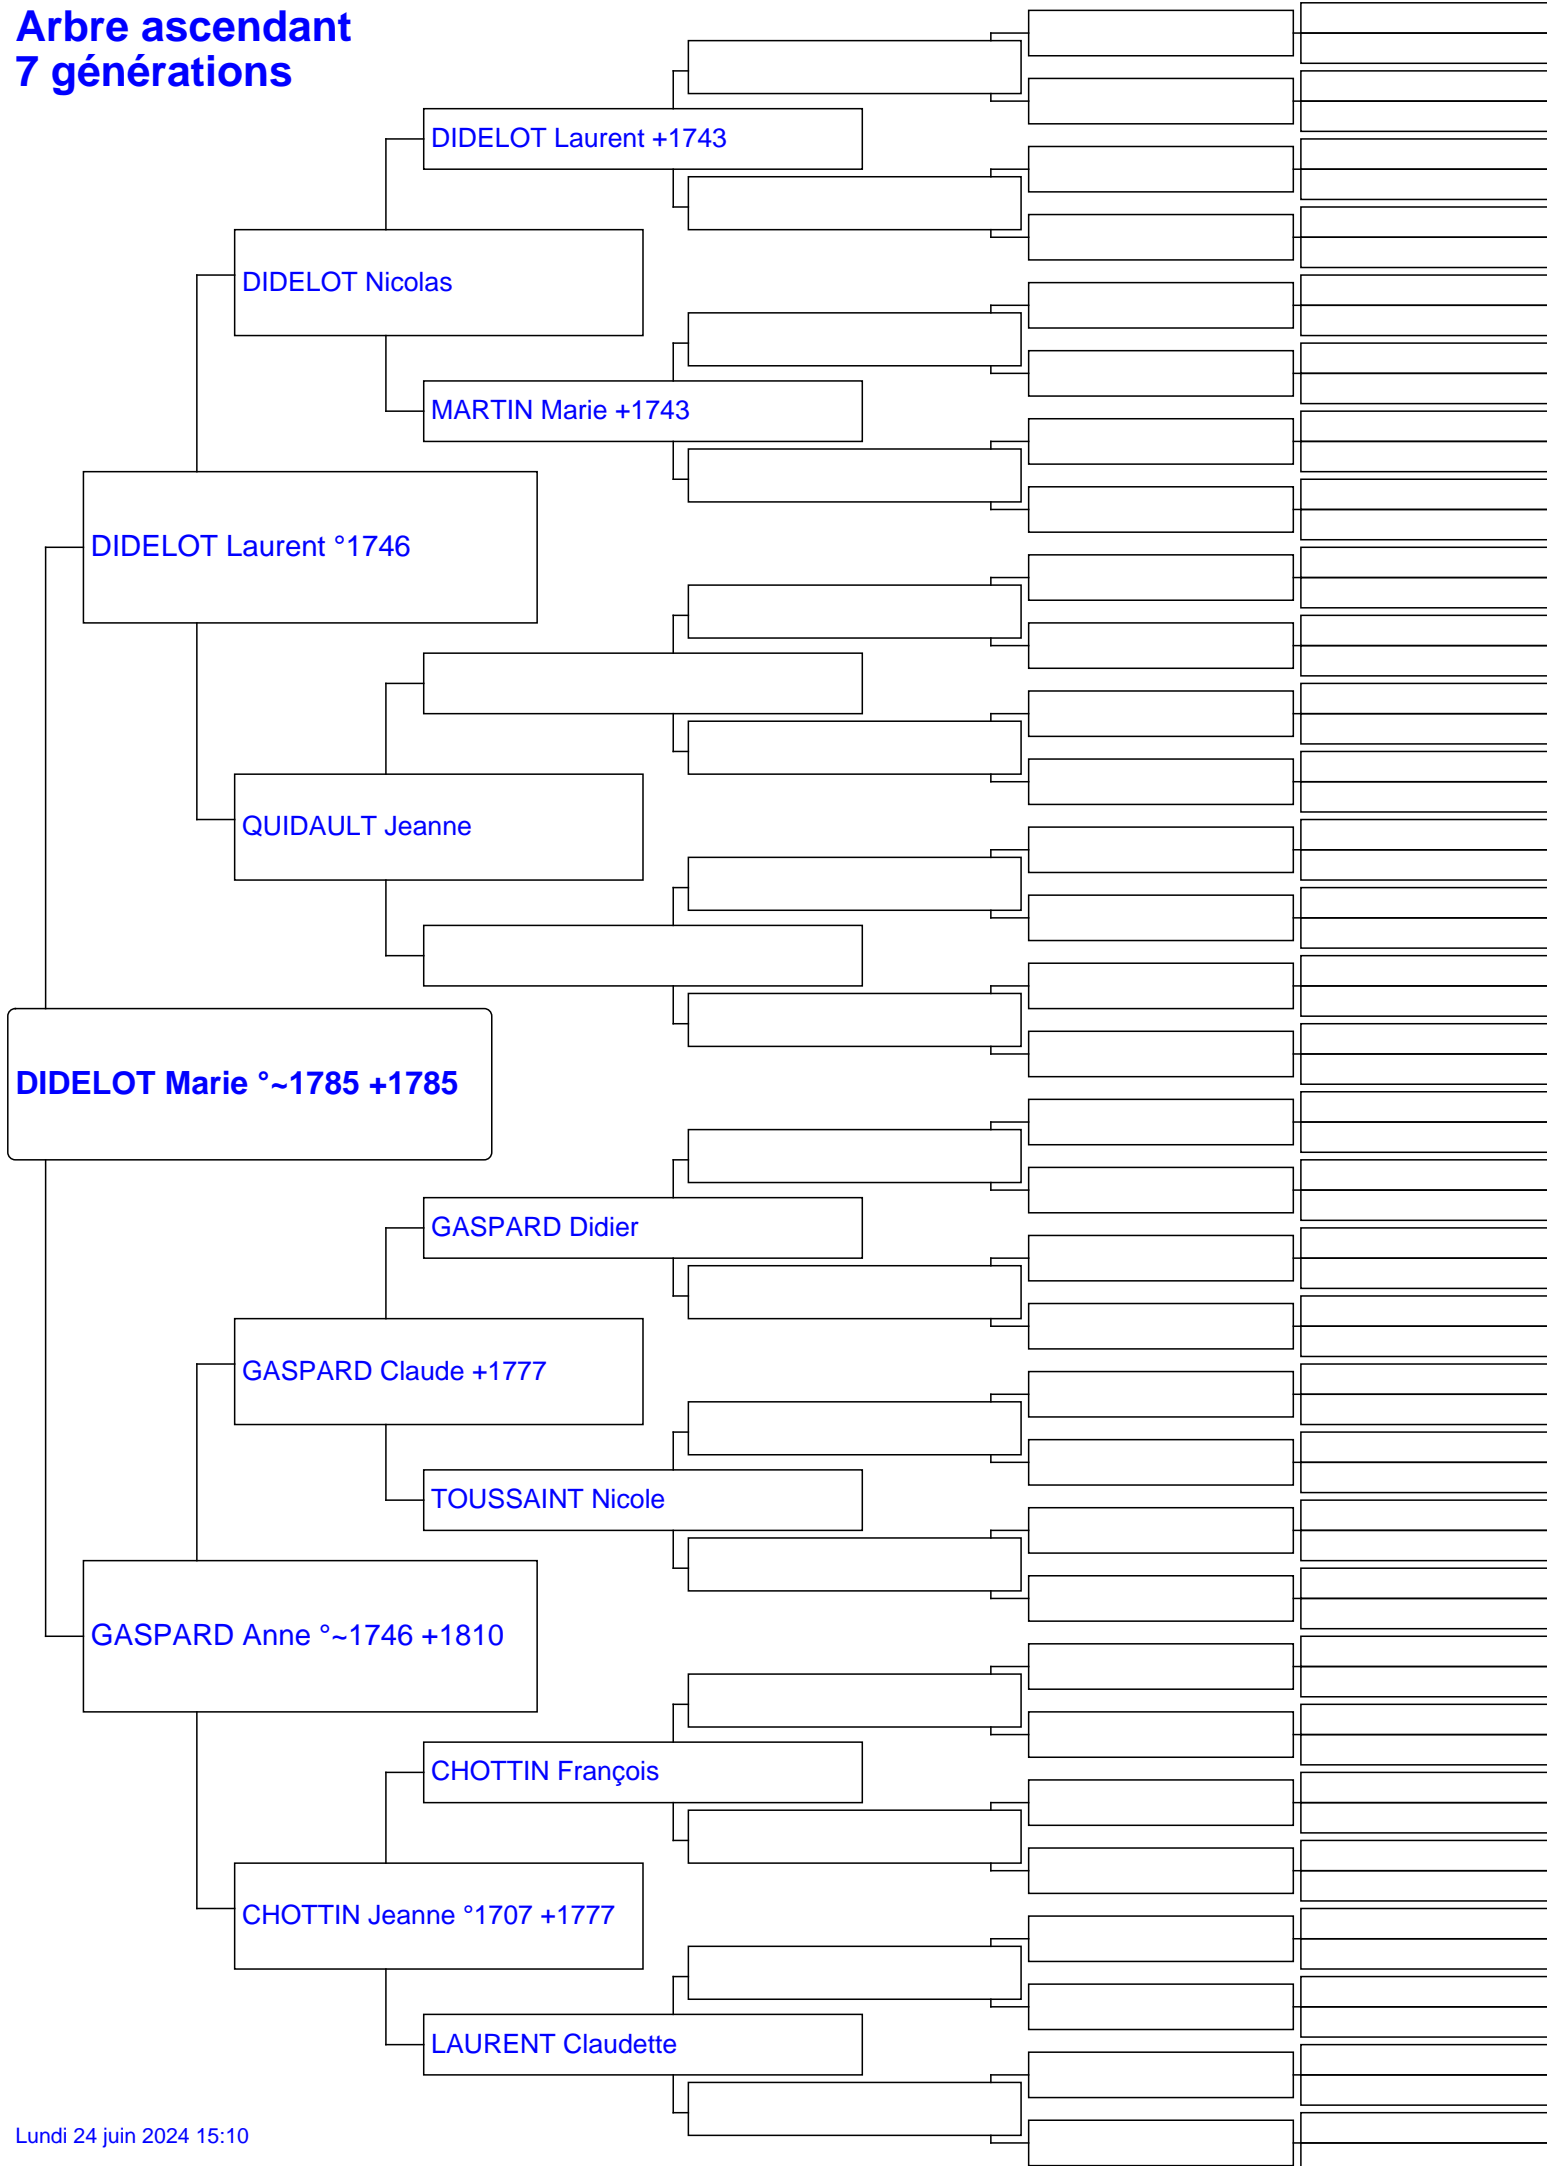 Arbre ascendant
7 générations
DIDELOT Laurent +1743
DIDELOT Nicolas
MARTIN Marie +1743
DIDELOT Laurent °1746
QUIDAULT Jeanne
DIDELOT Marie °~1785 +1785
GASPARD Didier
GASPARD Claude +1777
TOUSSAINT Nicole
GASPARD Anne °~1746 +1810
CHOTTIN François
CHOTTIN Jeanne °1707 +1777
LAURENT Claudette
Lundi 24 juin 2024 15:10